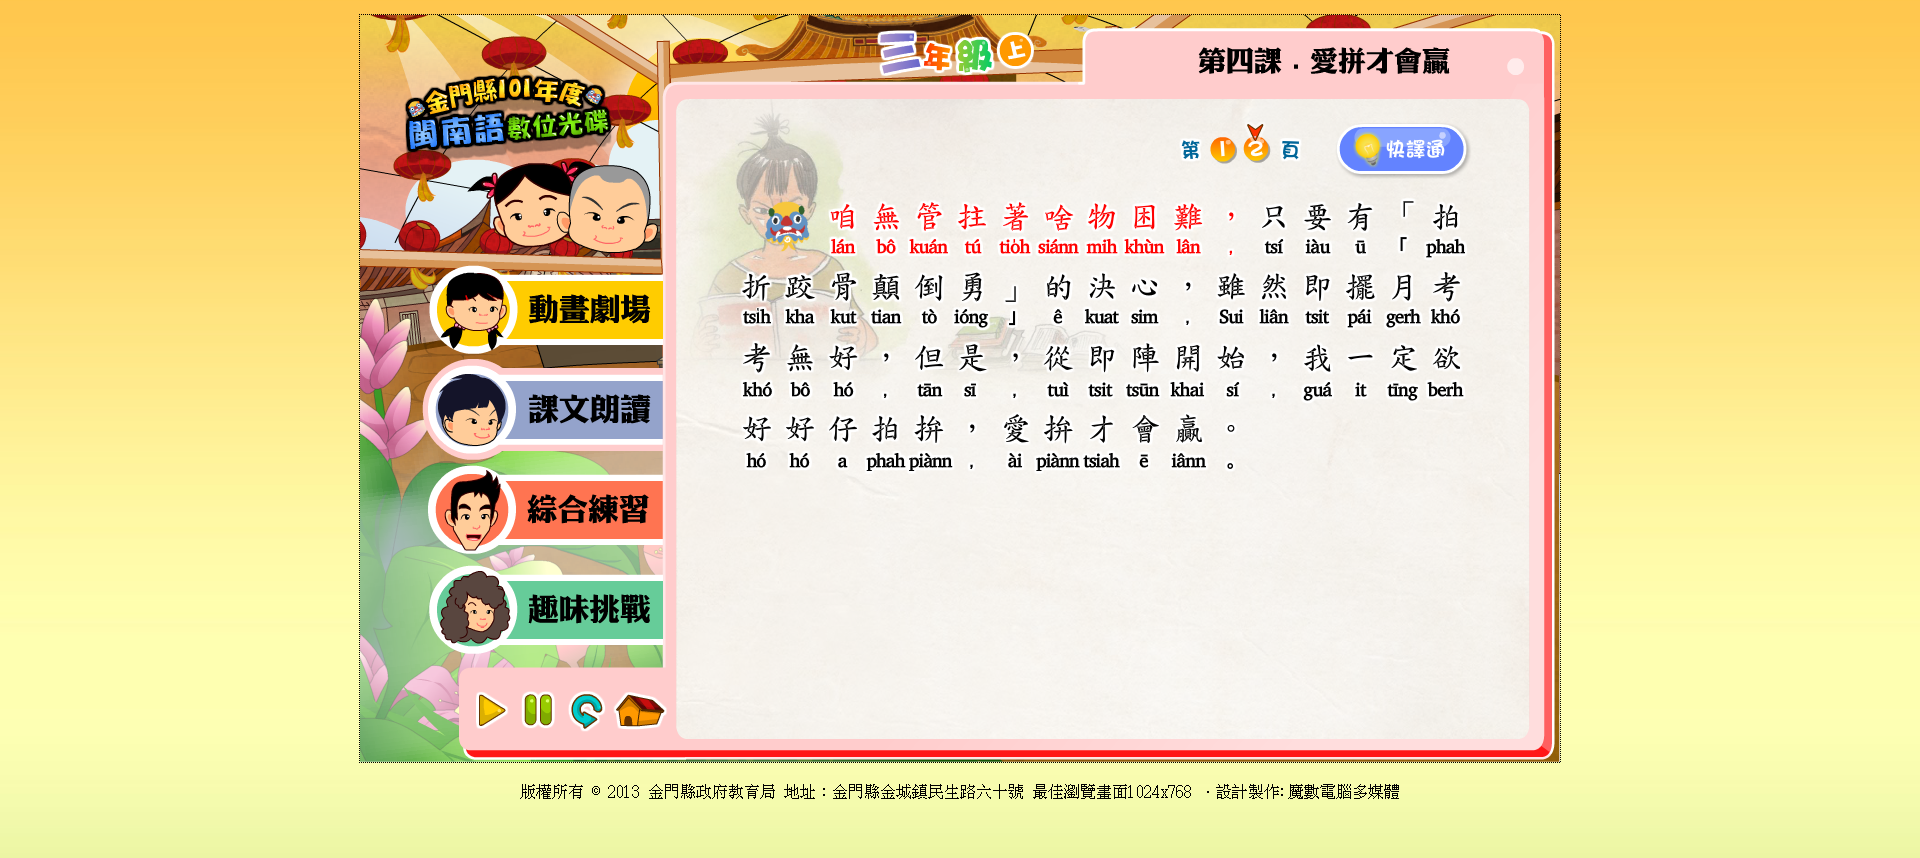 金門縣101年度
閩南語數位光碟
三年級上
第四課．愛拼才會贏
第 1 2 頁
快譯通
咱無管拄著啥物困難，只要有「拍
lán bô kuán tú tio̍h siánn mih khùn lân , tsí iàu ū 「 phah
折跤骨顛倒勇」的決心，雖然即擺月考
tsi̍h kha kut tian tò ióng 」 ê kuat sim , Sui liân tsit pái gerh khó
考無好，但是，從即陣開始，我一定欲
khó bô hó , tān sī , tuì tsit tsūn khai sí , guá it tīng berh
好好仔拍拚，愛拚才會贏。
hó hó a phah piànn , ài piànn tsiah ē iânn 。
動畫劇場
課文朗讀
綜合練習
趣味挑戰
版權所有 © 2013 金門縣政府教育局 地址：金門縣金城鎮民生路六十號 最佳瀏覽畫面1024x768 ・設計製作:魔數電腦多媒體